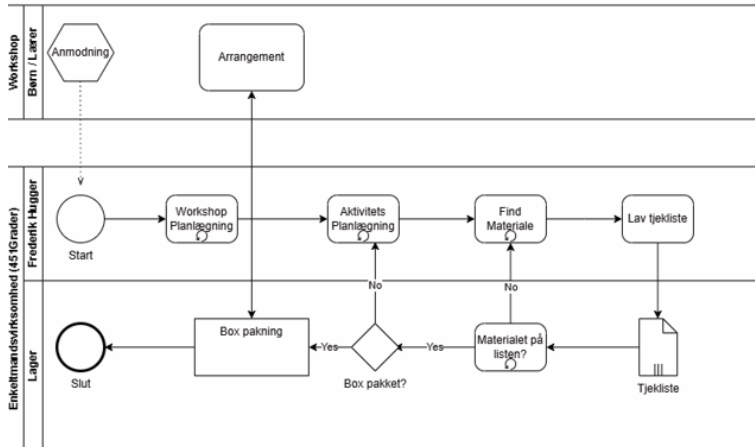 Workshop
Børn / Lærer
Anmodning
Arrangement
Enkeltmandsvirksomhed (451Grader)
Frederik Hugger
Start
Workshop
Planlægning
Aktivitets
Planlægning
Find
Materiale
Lav tjekliste
No
No
Lager
Slut
Box pakning
Yes
Box pakket?
Yes
Materialet på
listen?
Tjekliste